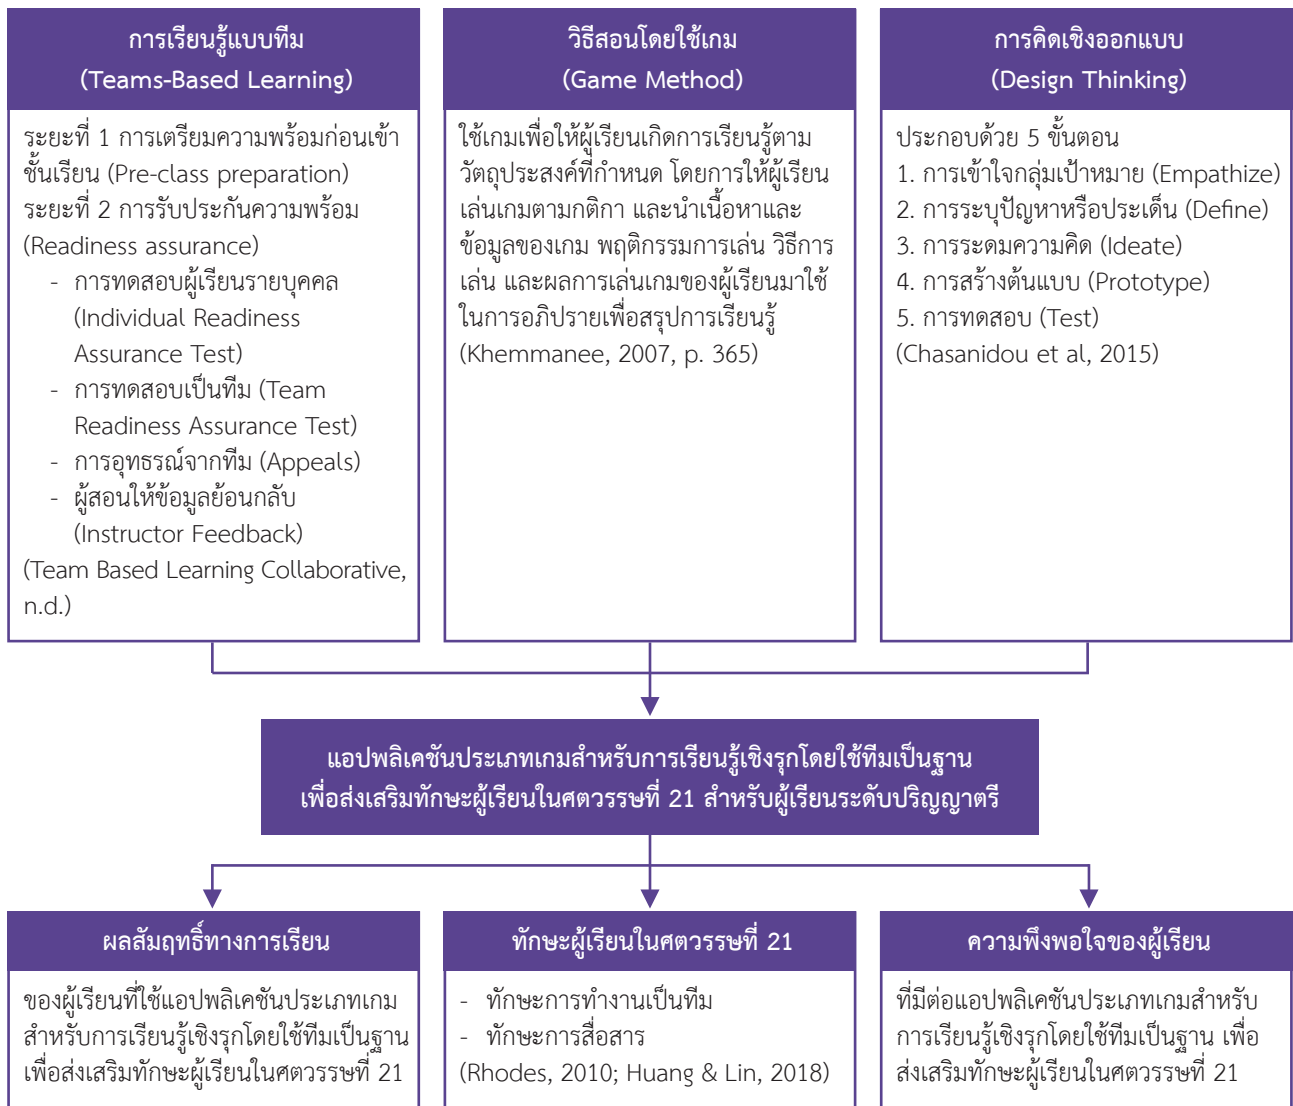 การเรียนรู้แบบทีม
(Teams-Based Learning)
ระยะที่ 1 การเตรียมความพร้อมก่อนเข้า
ชั้นเรียน (Pre-class preparation)
ระยะที่ 2 การรับประกันความพร้อม
(Readiness assurance)
- การทดสอบผู้เรียนรายบุคคล
(Individual Readiness
Assurance Test)
- การทดสอบเป็นทีม (Team
Readiness Assurance Test)
- การอุทธรณ์จากทีม (Appeals)
- ผู้สอนให้ข้อมูลย้อนกลับ
(Instructor Feedback)
(Team Based Learning Collaborative,
n.d.)
วิธีสอนโดยใช้เกม
(Game Method)
ใช้เกมเพื่อให้ผู้เรียนเกิดการเรียนรู้ตาม
วัตถุประสงค์ที่กำหนด โดยการให้ผู้เรียน
เล่นเกมตามกติกา และนำเนื้อหาและ
ข้อมูลของเกม พฤติกรรมการเล่น วิธีการ
เล่น และผลการเล่นเกมของผู้เรียนมาใช้
ในการอภิปรายเพื่อสรุปการเรียนรู้
(Khemmanee, 2007, p. 365)
การคิดเชิงออกแบบ
(Design Thinking)
ประกอบด้วย 5 ขั้นตอน
1. การเข้าใจกลุ่มเป้าหมาย (Empathize)
2. การระบุปัญหาหรือประเด็น (Define)
3. การระดมความคิด (Ideate)
4. การสร้างต้นแบบ (Prototype)
5. การทดสอบ (Test)
(Chasanidou et al, 2015)
แอปพลิเคชันประเภทเกมสำหรับการเรียนรู้เชิงรุกโดยใช้ทีมเป็นฐาน
เพื่อส่งเสริมทักษะผู้เรียนในศตวรรษที่ 21 สำหรับผู้เรียนระดับปริญญาตรี
ผลสัมฤทธิ์ทางการเรียน
ของผู้เรียนที่ใช้แอปพลิเคชันประเภทเกม
สำหรับการเรียนรู้เชิงรุกโดยใช้ทีมเป็นฐาน
เพื่อส่งเสริมทักษะผู้เรียนในศตวรรษที่ 21
ทักษะผู้เรียนในศตวรรษที่ 21
- ทักษะการทำงานเป็นทีม
- ทักษะการสื่อสาร
(Rhodes, 2010; Huang & Lin, 2018)
ความพึงพอใจของผู้เรียน
ที่มีต่อแอปพลิเคชันประเภทเกมสำหรับ
การเรียนรู้เชิงรุกโดยใช้ทีมเป็นฐาน เพื่อ
ส่งเสริมทักษะผู้เรียนในศตวรรษที่ 21